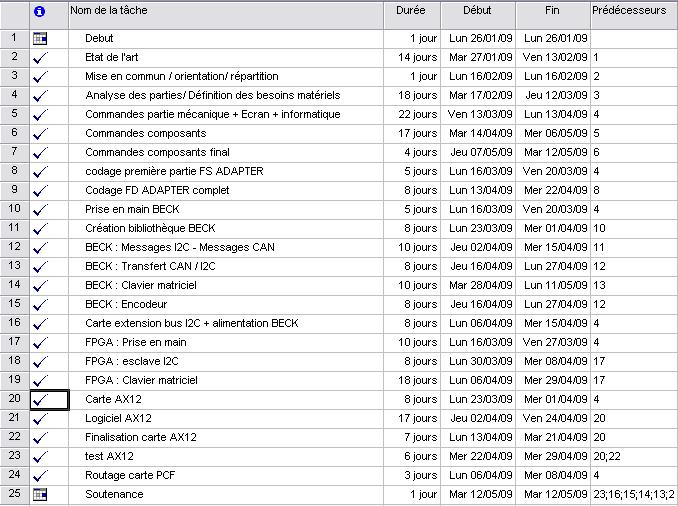 Nom de la tâche Durée Début Fin Prédécesseurs
1 Debut 1 jour Lun 26/01/09 Lun 26/01/09
2 Etat de l'art 14 jours Mar 27/01/09 Ven 13/02/09 1
3 Mise en commun / orientation/ répartition 1 jour Lun 16/02/09 Lun 16/02/09 2
4 Analyse des parties/ Définition des besoins matériels 18 jours Mar 17/02/09 Jeu 12/03/09 3
5 Commandes partie mécanique + Ecran + informatique 22 jours Ven 13/03/09 Lun 13/04/09 4
6 Commandes composants 17 jours Mar 14/04/09 Mer 06/05/09 5
7 Commandes composants final 4 jours Jeu 07/05/09 Mar 12/05/09 6
8 codage première partie FS ADAPTER 5 jours Lun 16/03/09 Ven 20/03/09 4
9 Codage FD ADAPTER complet 8 jours Lun 13/04/09 Mer 22/04/09 8
10 Prise en main BECK 5 jours Lun 16/03/09 Ven 20/03/09 4
11 Création bibliothèque BECK 8 jours Lun 23/03/09 Mer 01/04/09 10
12 BECK : Messages I2C - Messages CAN 10 jours Jeu 02/04/09 Mer 15/04/09 11
13 BECK : Transfert CAN / I2C 8 jours Jeu 16/04/09 Lun 27/04/09 12
14 BECK : Clavier matriciel 10 jours Mar 28/04/09 Lun 11/05/09 13
15 BECK : Encodeur 8 jours Jeu 16/04/09 Lun 27/04/09 12
16 Carte extension bus I2C + alimentation BECK 8 jours Lun 06/04/09 Mer 15/04/09 4
17 FPGA : Prise en main 10 jours Lun 16/03/09 Ven 27/03/09 4
18 FPGA : esclave I2C 8 jours Lun 30/03/09 Mer 08/04/09 17
19 FPGA : Clavier matriciel 18 jours Lun 06/04/09 Mer 29/04/09 17
20 Carte AX12 8 jours Lun 23/03/09 Mer 01/04/09 4
21 Logiciel AX12 17 jours Jeu 02/04/09 Ven 24/04/09 20
22 Finalisation carte AX12 7 jours Lun 13/04/09 Mar 21/04/09 20
23 test AX12 6 jours Mer 22/04/09 Mer 29/04/09 20;22
24 Routage carte PCF 3 jours Lun 06/04/09 Mer 08/04/09 4
25 Soutenance 1 jour Mar 12/05/09 Mar 12/05/09 23;16;15;14;13;2